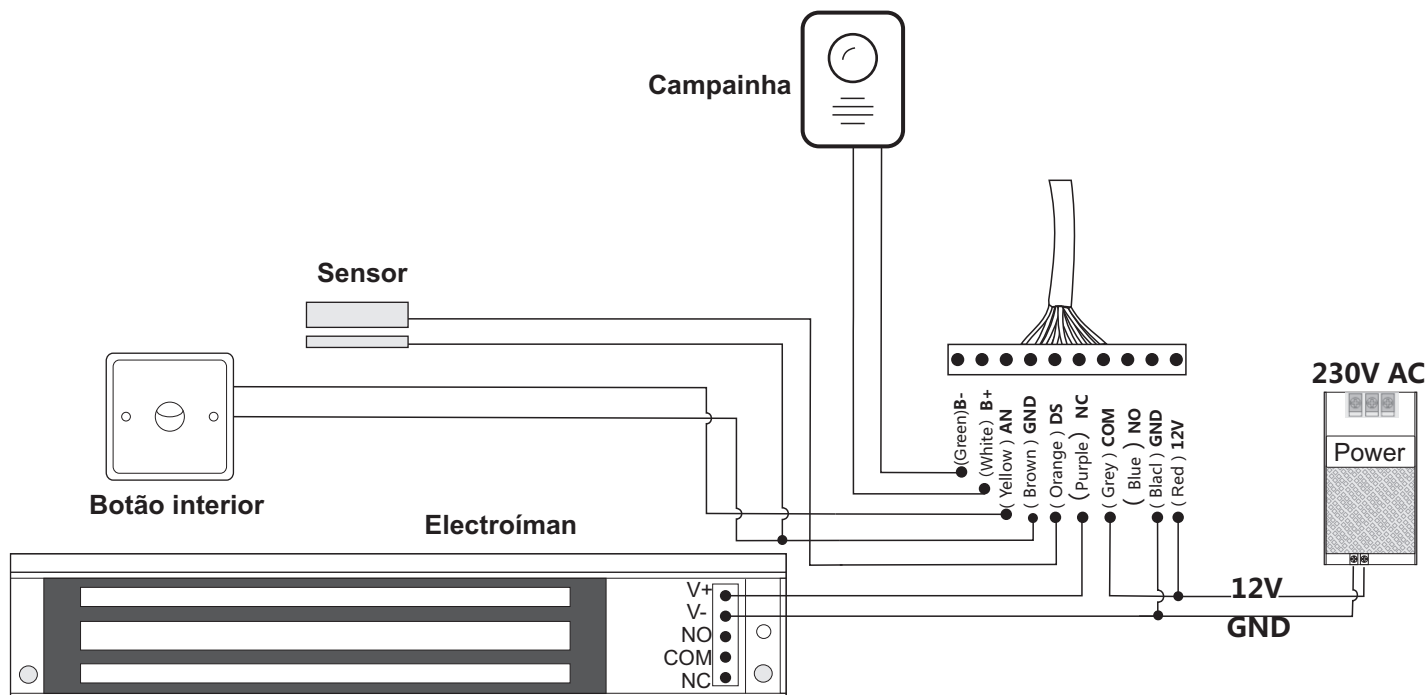 Campainha
Sensor
230V AC
Power
(Green)B-
(White) B+
( Yellow ) AN
( Brown ) GND
( Orange ) DS
(Purple) NC
( Grey ) COM
( Blue ) NO
( Blacl ) GND
( Red ) 12V
Botão interior
Electroíman
V+
V-
NO
COM
NC
12V
GND